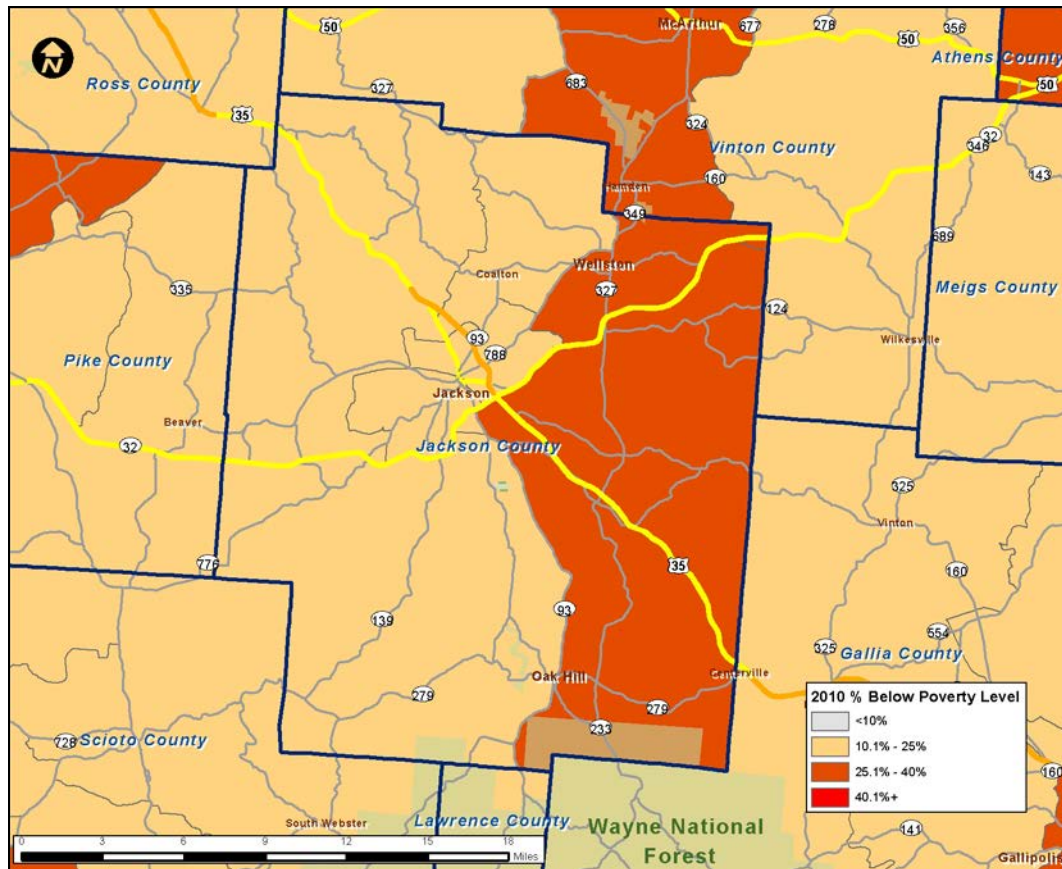 McArthur
677
278
356
50
50
Athens County
50
N
Ross County
327
683
35
324
32
346
Vinton County
143
160
349
689
Wellston
Coalton
327
335
Meigs County
124
93
788
Wilkesville
Pike County
Jackson
Beaver
Jackson County
32
325
Vinton
776
35
160
93
139
554
325
Gallia County
Oak Hill
Centerville
279
279
2010 % Below Poverty Level
<10%
10.1% - 25%
25.1% - 40%
40.1%+
233
728
Scioto County
160
South Webster
Lawrence County
Wayne National
Forest
141
0 3 6 9 12 15 18
Miles
Gallipolis